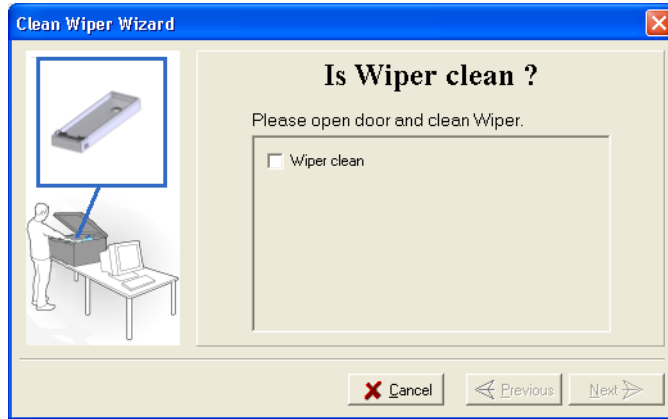 Clean Wiper Wizard
Is Wiper clean ?
Please open door and clean Wiper.
Wiper clean
Cancel
Previous
Next